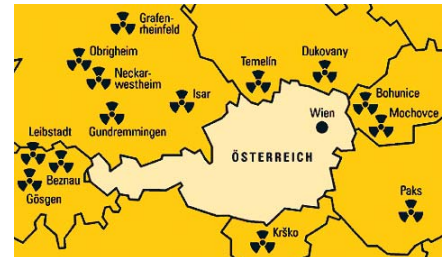 Grafen-
rheinfeld
Obrigheim
Neckar-
westheim
Isar
Gundremmingen
Temelín
Dukovany
Bohunice
Mochovce
Wien
Leibstadt
Beznau
Gösgen
ÖSTERREICH
Paks
Krško